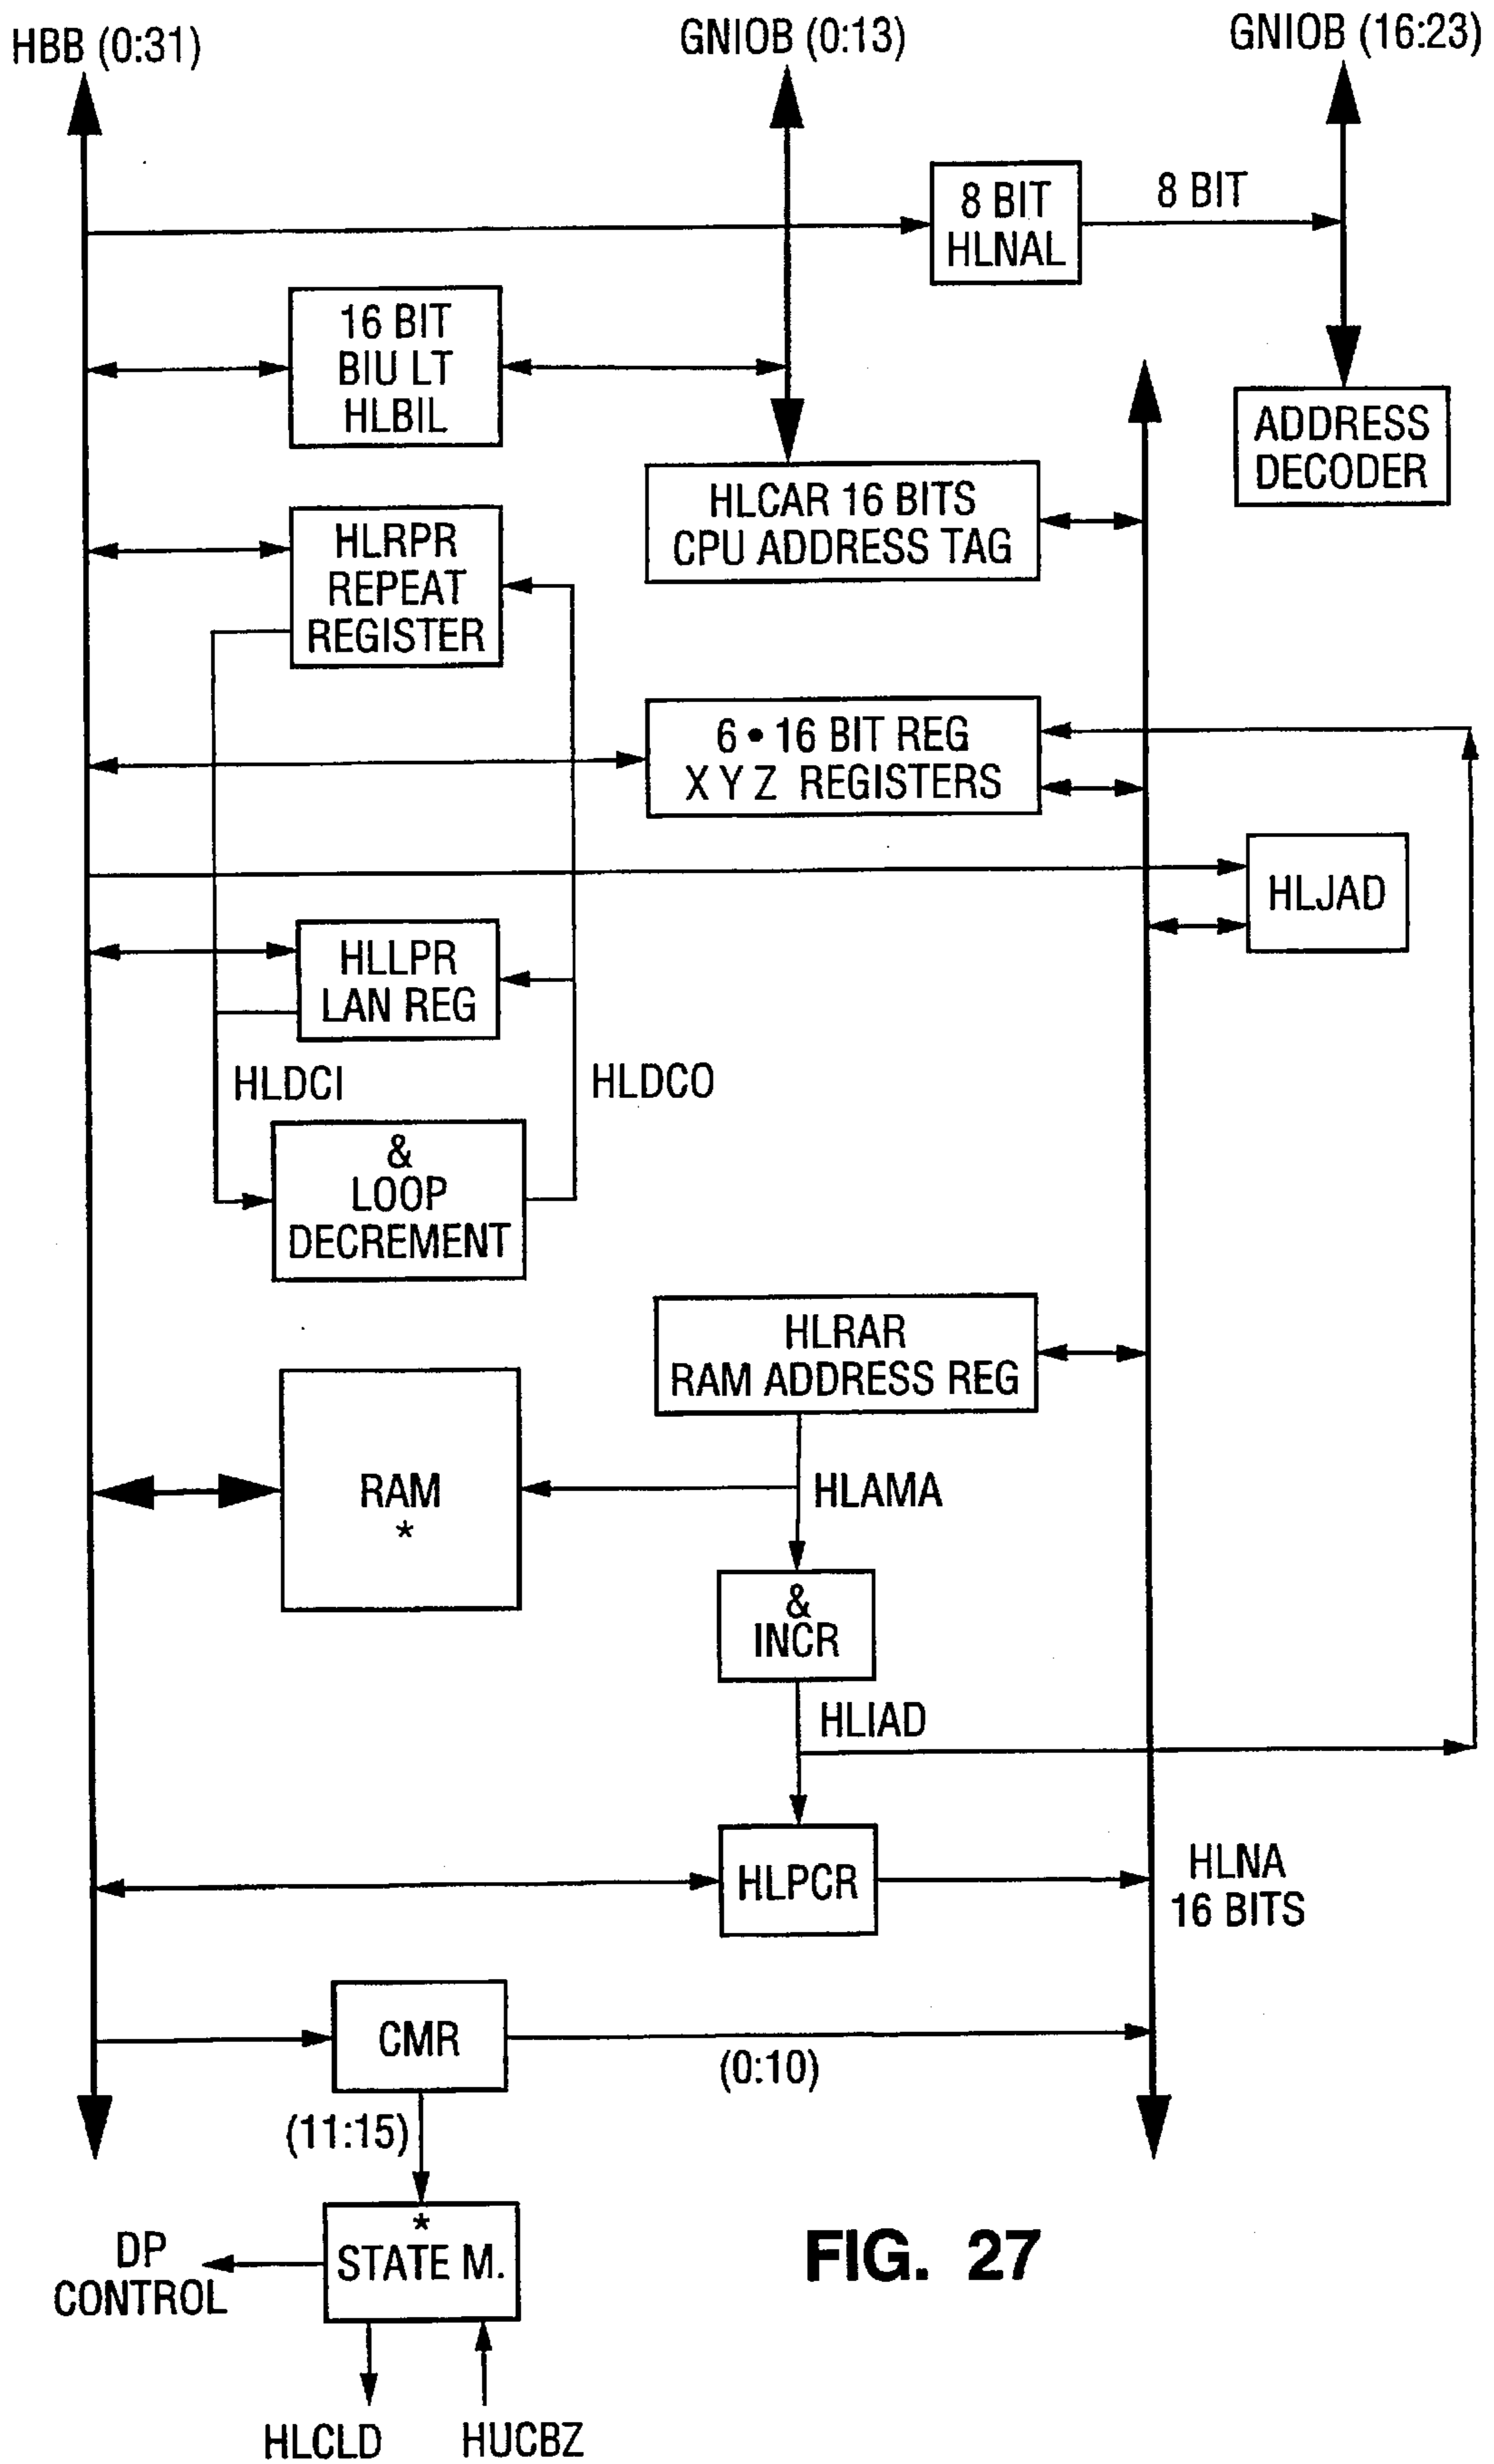 HBB (0:31)
GNIOB (0:13)
GNIOB (16:23)
8 BIT
HLNAL
8 BIT
16 BIT
BIU LT
HLBIL
ADDRESS
DECODER
HLCAR 16 BITS
CPU ADDRESS TAG
HLRPR
REPEAT
REGISTER
6 • 16 BIT REG
X Y Z REGISTERS
HLJAD
HLLPR
LAN REG
HLDCI
HLDCO
&
LOOP
DECREMENT
HLRAR
RAM ADDRESS REG
RAM
*
HLAMA
&
INCR
HLIAD
HLPCR
HLNA
16 BITS
CMR
(0:10)
(11:15)
*
STATE M.
DP
CONTROL
HLCLD
HUCBZ
FIG. 27